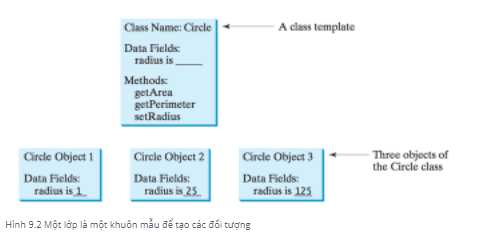 Class Name: Circle
A class template
Data Fields:
radius is ____
Methods:
getArea
getPerimeter
setRadius
Circle Object 1
Data Fields:
radius is 1
Circle Object 2
Data Fields:
radius is 25
Circle Object 3
Data Fields:
radius is 125
Three objects of
the Circle class
Hình 9.2 Một lớp là một khuôn mẫu để tạo các đối tượng